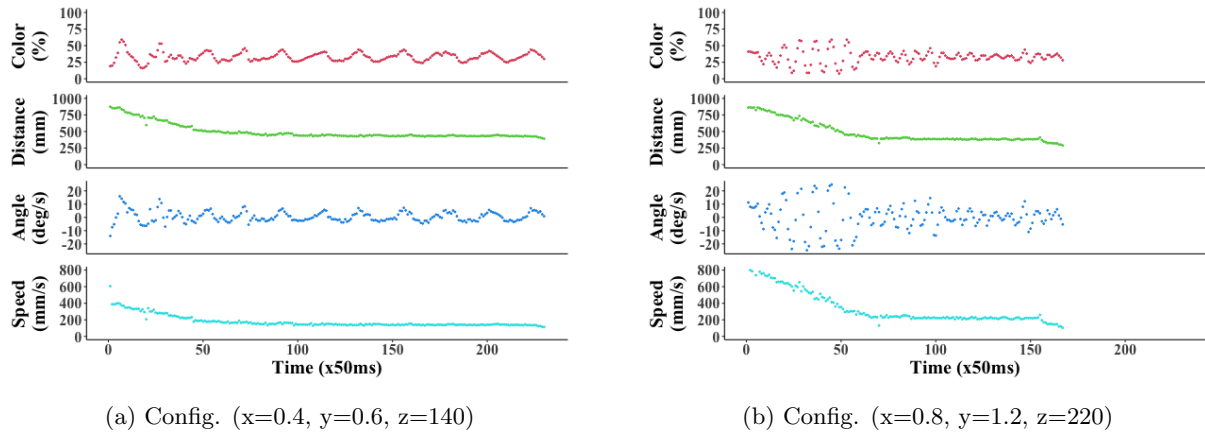 Color
(%)
100
75
50
25
0
Distance
(mm)
1000
750
500
250
0
Angle
(deg/s)
20
10
0
-10
-20
Speed
(mm/s)
800
600
400
200
0
0 50 100 150 200
Time (x50ms)
(a) Config. (x=0.4, y=0.6, z=140)
Color
(%)
100
75
50
25
0
Distance
(mm)
1000
750
500
250
0
Angle
(deg/s)
20
10
0
-10
-20
Speed
(mm/s)
800
600
400
200
0
0 50 100 150 200
Time (x50ms)
(b) Config. (x=0.8, y=1.2, z=220)